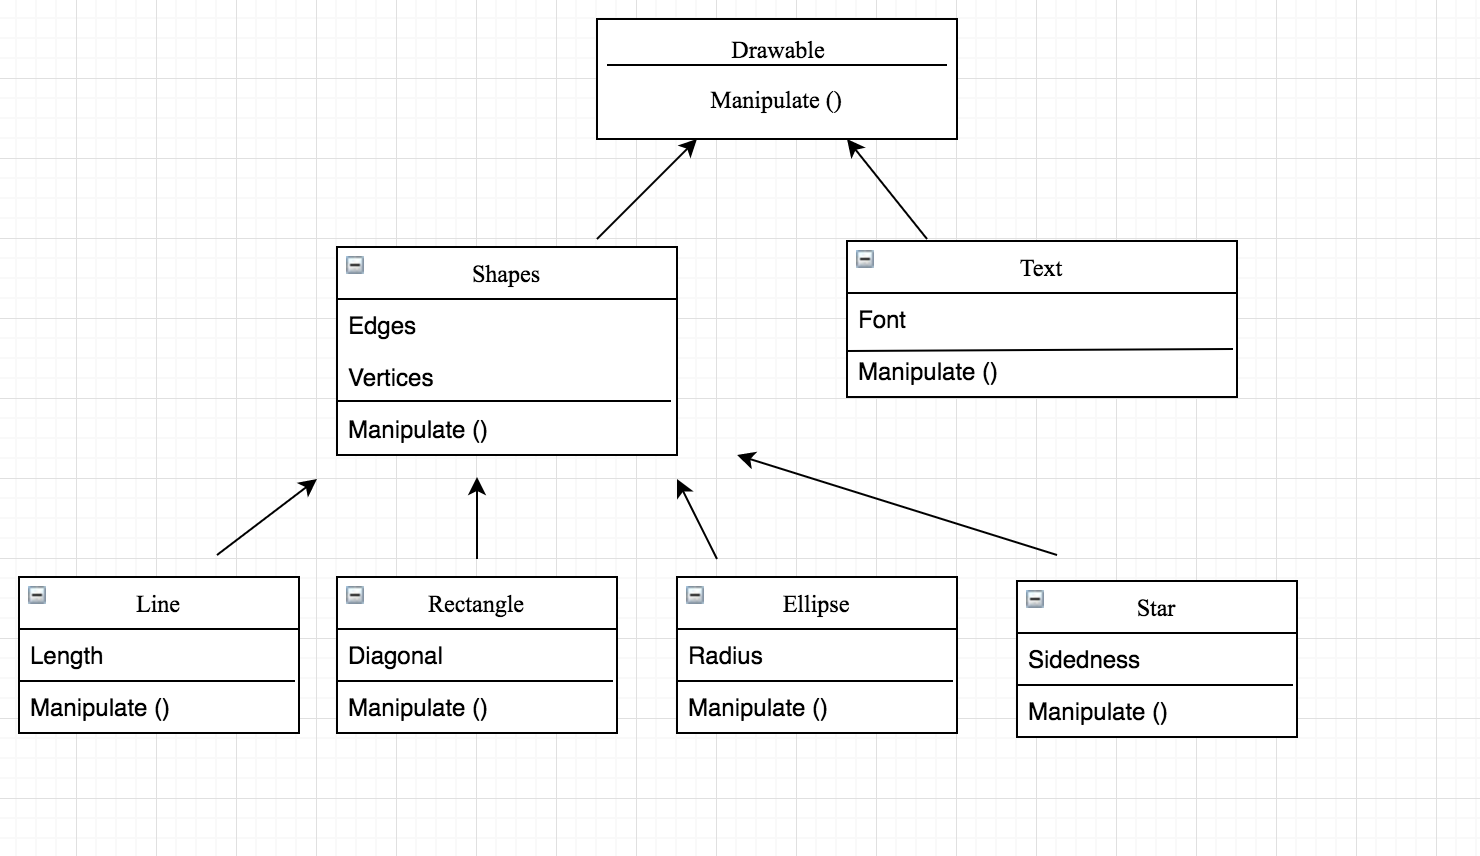 Drawable
Manipulate ()
Shapes
Edges
Vertices
Manipulate ()
Text
Font
Manipulate ()
Line
Length
Manipulate ()
Rectangle
Diagonal
Manipulate ()
Ellipse
Radius
Manipulate ()
Star
Sidedness
Manipulate ()